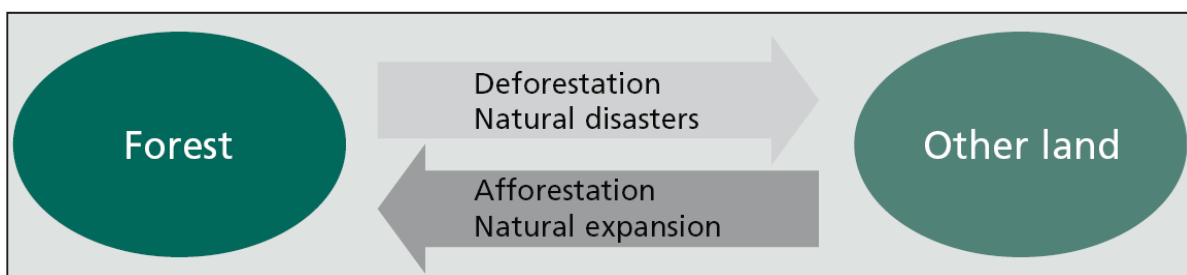 Forest
Deforestation
Natural disasters
Afforestation
Natural expansion
Other land